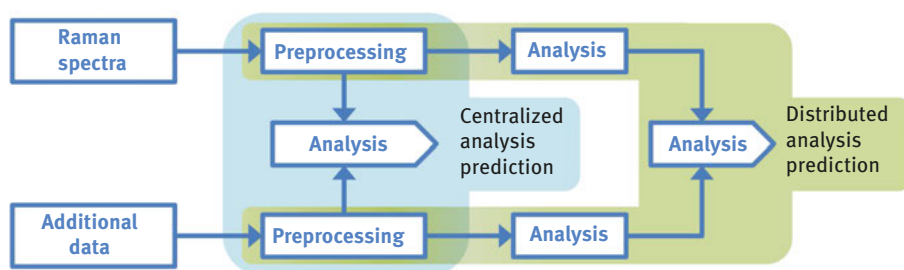 Raman
spectra
Preprocessing
Analysis
Analysis
Centralized
analysis
prediction
Analysis
Distributed
analysis
prediction
Additional
data
Preprocessing
Analysis